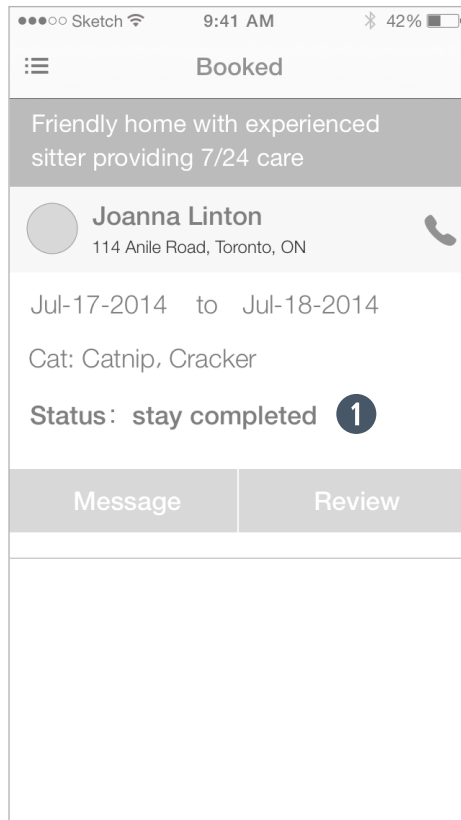 Sketch 9:41 AM 42%
Booked
Friendly home with experienced
sitter providing 7/24 care
Joanna Linton
114 Anile Road, Toronto, ON
Jul-17-2014 to Jul-18-2014
Cat: Catnip, Cracker
Status: stay completed 1
Message Review